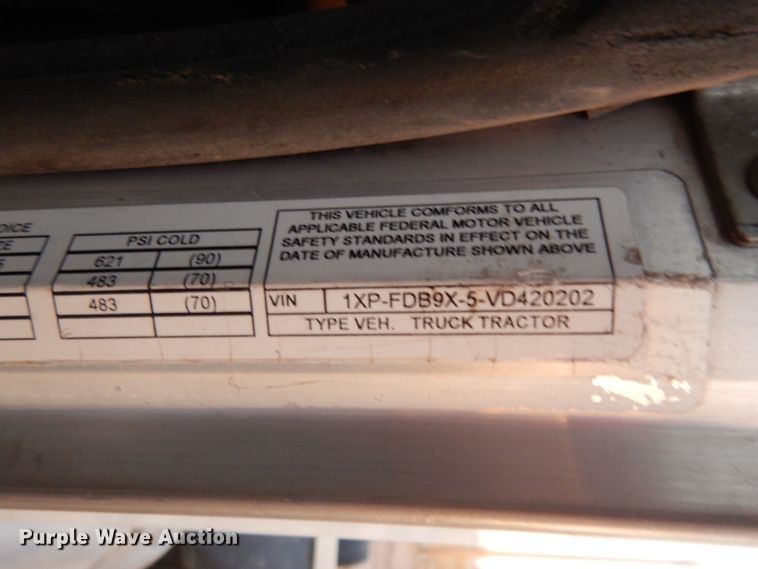 OICE
PSI COLD
621 (90)
483 (70)
483 (70)
THIS VEHICLE COMFORMS TO ALL
APPLICABLE FEDERAL MOTOR VEHICLE
SAFETY STANDARDS IN EFFECT ON THE
DATE OF MANUFACTURE SHOWN ABOVE
VIN 1XP-FDB9X-5-VD420202
TYPE VEH. TRUCK TRACTOR
Purple Wave Auction